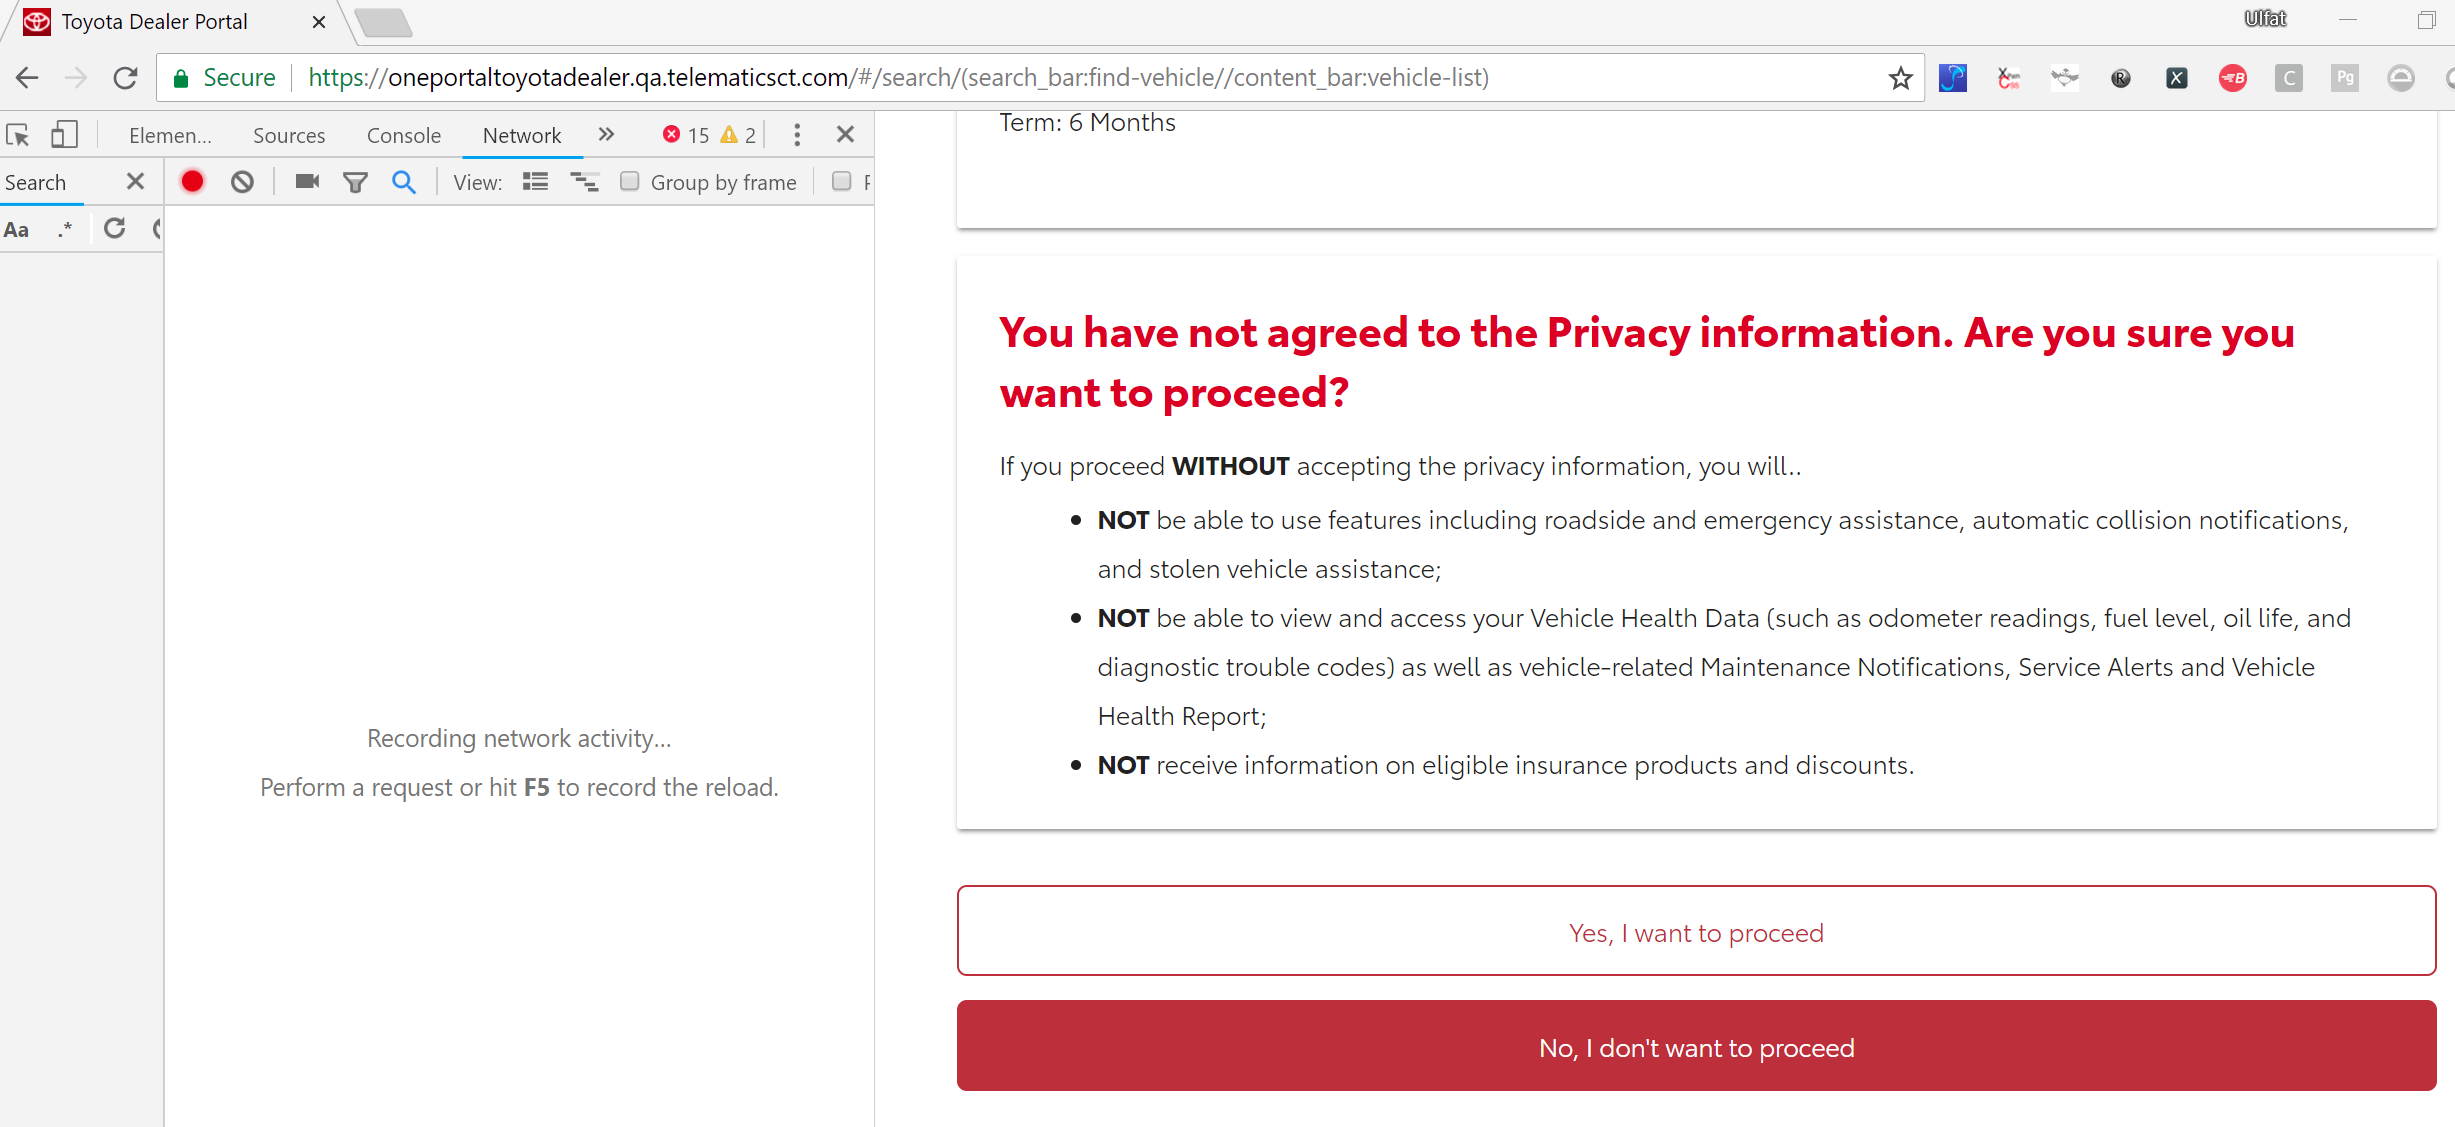 Toyota Dealer Portal
Ulfat
Secure https://oneportaltoyotadealer.qa.telematicsct.com/#/search/(search_bar:find-vehicle//content_bar:vehicle-list)
Elemen... Sources Console Network » 15 2
Search View: Group by frame
Aa .*
Recording network activity...
Perform a request or hit F5 to record the reload.
Term: 6 Months
You have not agreed to the Privacy information. Are you sure you
want to proceed?
If you proceed WITHOUT accepting the privacy information, you will..
• NOT be able to use features including roadside and emergency assistance, automatic collision notifications,
and stolen vehicle assistance;
• NOT be able to view and access your Vehicle Health Data (such as odometer readings, fuel level, oil life, and
diagnostic trouble codes) as well as vehicle-related Maintenance Notifications, Service Alerts and Vehicle
Health Report;
• NOT receive information on eligible insurance products and discounts.
Yes, I want to proceed
No, I don't want to proceed